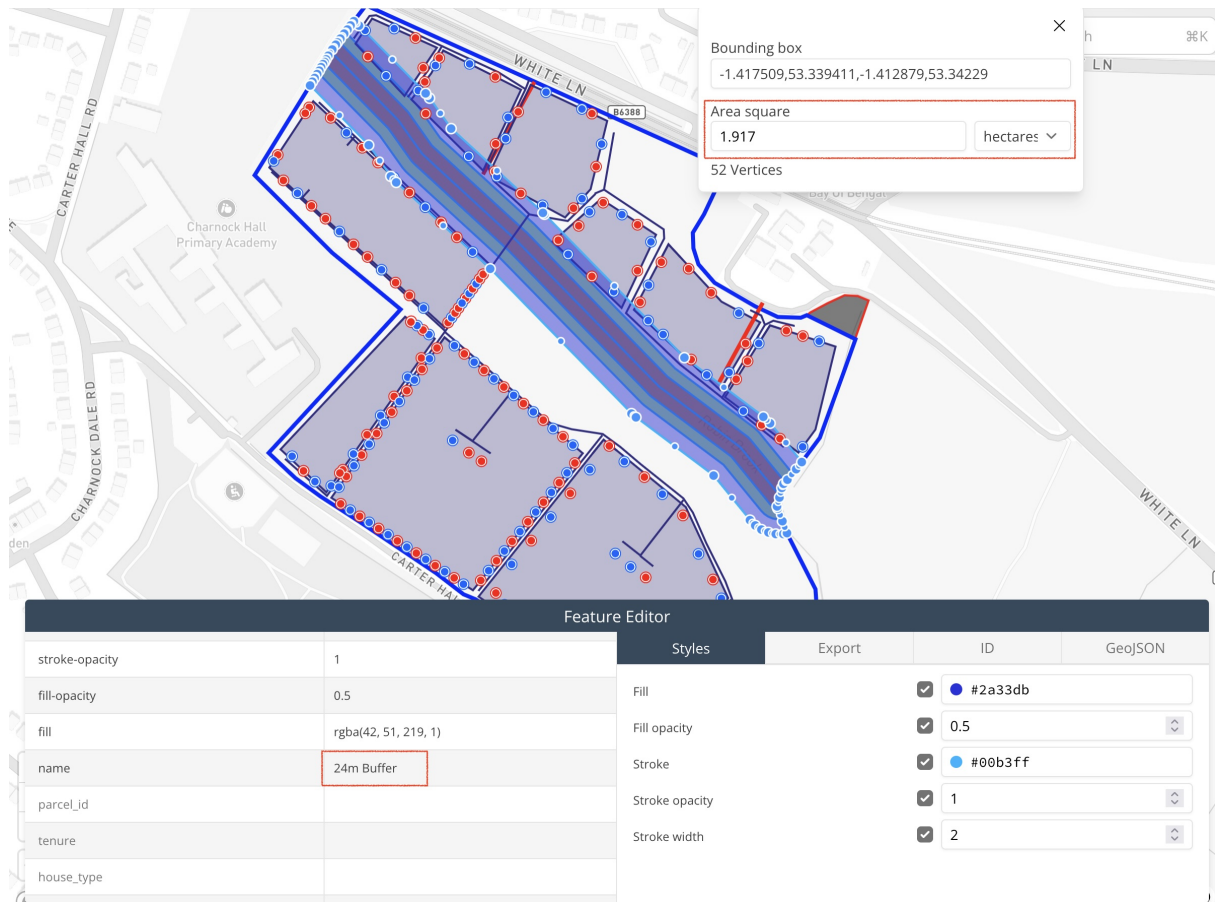 WHITE LN
B6388
h
⌘K
LN
Bounding box
-1.417509,53.339411,-1.412879,53.34229
Area square
1.917
hectares
52 Vertices
Bay Of Bengal
CARTER HALL RD
Charnock Hall
Primary Academy
CHARNOCK DALE RD
WHITE LN
den
CARTER HAL
Feature Editor
stroke-opacity
1
fill-opacity
0.5
fill
rgba(42, 51, 219, 1)
name
24m Buffer
parcel_id
tenure
house_type
Styles
Export
ID
GeoJSON
Fill
#2a33db
Fill opacity
0.5
Stroke
#00b3ff
Stroke opacity
1
Stroke width
2